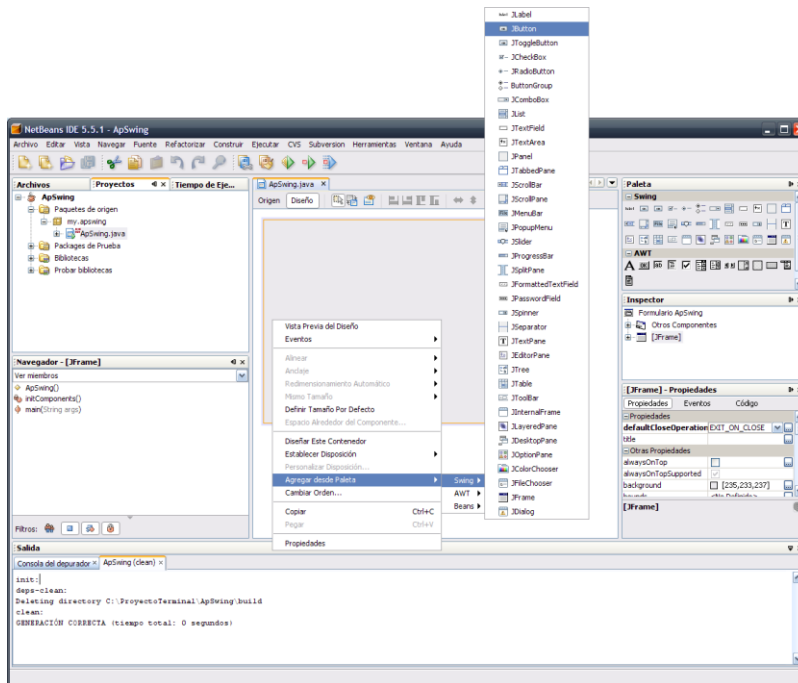 JLabel
JButton
JToggleButton
JCheckBox
JRadioButton
ButtonGroup
JComboBox
JList
JTextField
JTextArea
JPanel
JTabbedPane
JScrollBar
JScrollPane
JMenuBar
JPopupMenu
JSlider
JProgressBar
JSplitPane
JFormattedTextField
JPasswordField
JSpinner
JSeparator
JTextPane
JEditorPane
JTree
JTable
JToolBar
JInternalFrame
JLayeredPane
JDesktopPane
JOptionPane
JColorChooser
JFileChooser
JFrame
JDialog
NetBeans IDE 5.5.1 - ApSwing
Archivo Editar Vista Navegar Fuente Refactorizar Construir Ejecutar CVS Subversion Herramientas Ventana Ayuda
Archivos Proyectos Tiempo de Eje...
ApSwing
Paquetes de origen
my.apswing
ApSwing.java
Packages de Prueba
Bibliotecas
Probar bibliotecas
Navegador - [JFrame]
Ver miembros
ApSwing()
initComponents()
main(String args)
Filtros:
ApSwing.java
Origen Diseño
Vista Previa del Diseño
Eventos
Alinear
Anclaje
Redimensionamiento Automático
Mismo Tamaño
Definir Tamaño Por Defecto
Espacio Alrededor del Componente...
Diseñar Este Contenedor
Establecer Disposición
Personalizar Disposición...
Agregar desde Paleta
Cambiar Orden...
Copiar Ctrl+C
Pegar Ctrl+V
Propiedades
Swing
AWT
Beans
Paleta
Swing
AWT
Inspector
Formulario ApSwing
Otros Componentes
[JFrame]
[JFrame] - Propiedades
Propiedades Eventos Código
Propiedades
defaultCloseOperation EXIT_ON_CLOSE
title
Otras Propiedades
alwaysOnTop
alwaysOnTopSupported
background [235,233,237]
[JFrame]
Salida
Consola del depurador ApSwing (clean)
init:
deps-clean:
Deleting directory C:\ProyectoTerminal\ApSwing\build
clean:
GENERACIÓN CORRECTA (tiempo total: 0 segundos)